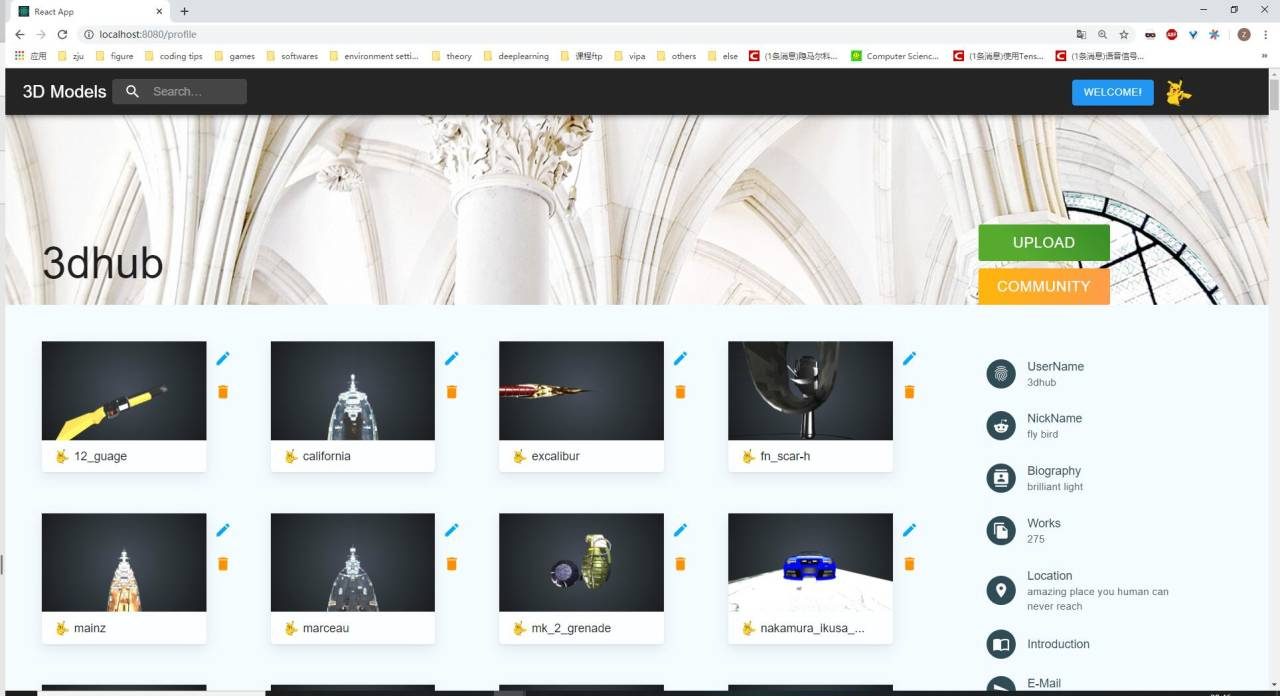 React App
localhost:8080/profile
应用 zju figure coding tips games softwares environment setti... theory deeplearning 课程ftp vipa others else (1条消息)隐马尔科... Computer Scienc... (1条消息)使用Tens... (1条消息)语音信号...
3D Models Search... WELCOME!
3dhub
UPLOAD
COMMUNITY
12_guage california excalibur fn_scar-h
mainz marceau mk_2_grenade nakamura_ikusa_...
UserName
3dhub
NickName
fly bird
Biography
brilliant light
Works
275
Location
amazing place you human can
never reach
Introduction
E-Mail